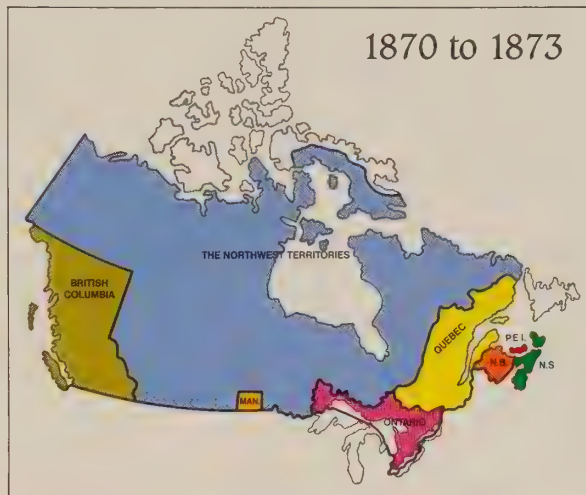 1870 to 1873
THE NORTHWEST TERRITORIES
BRITISH
COLUMBIA
MAN.
ONTARIO
QUEBEC
P.E I.
N.B.
N.S